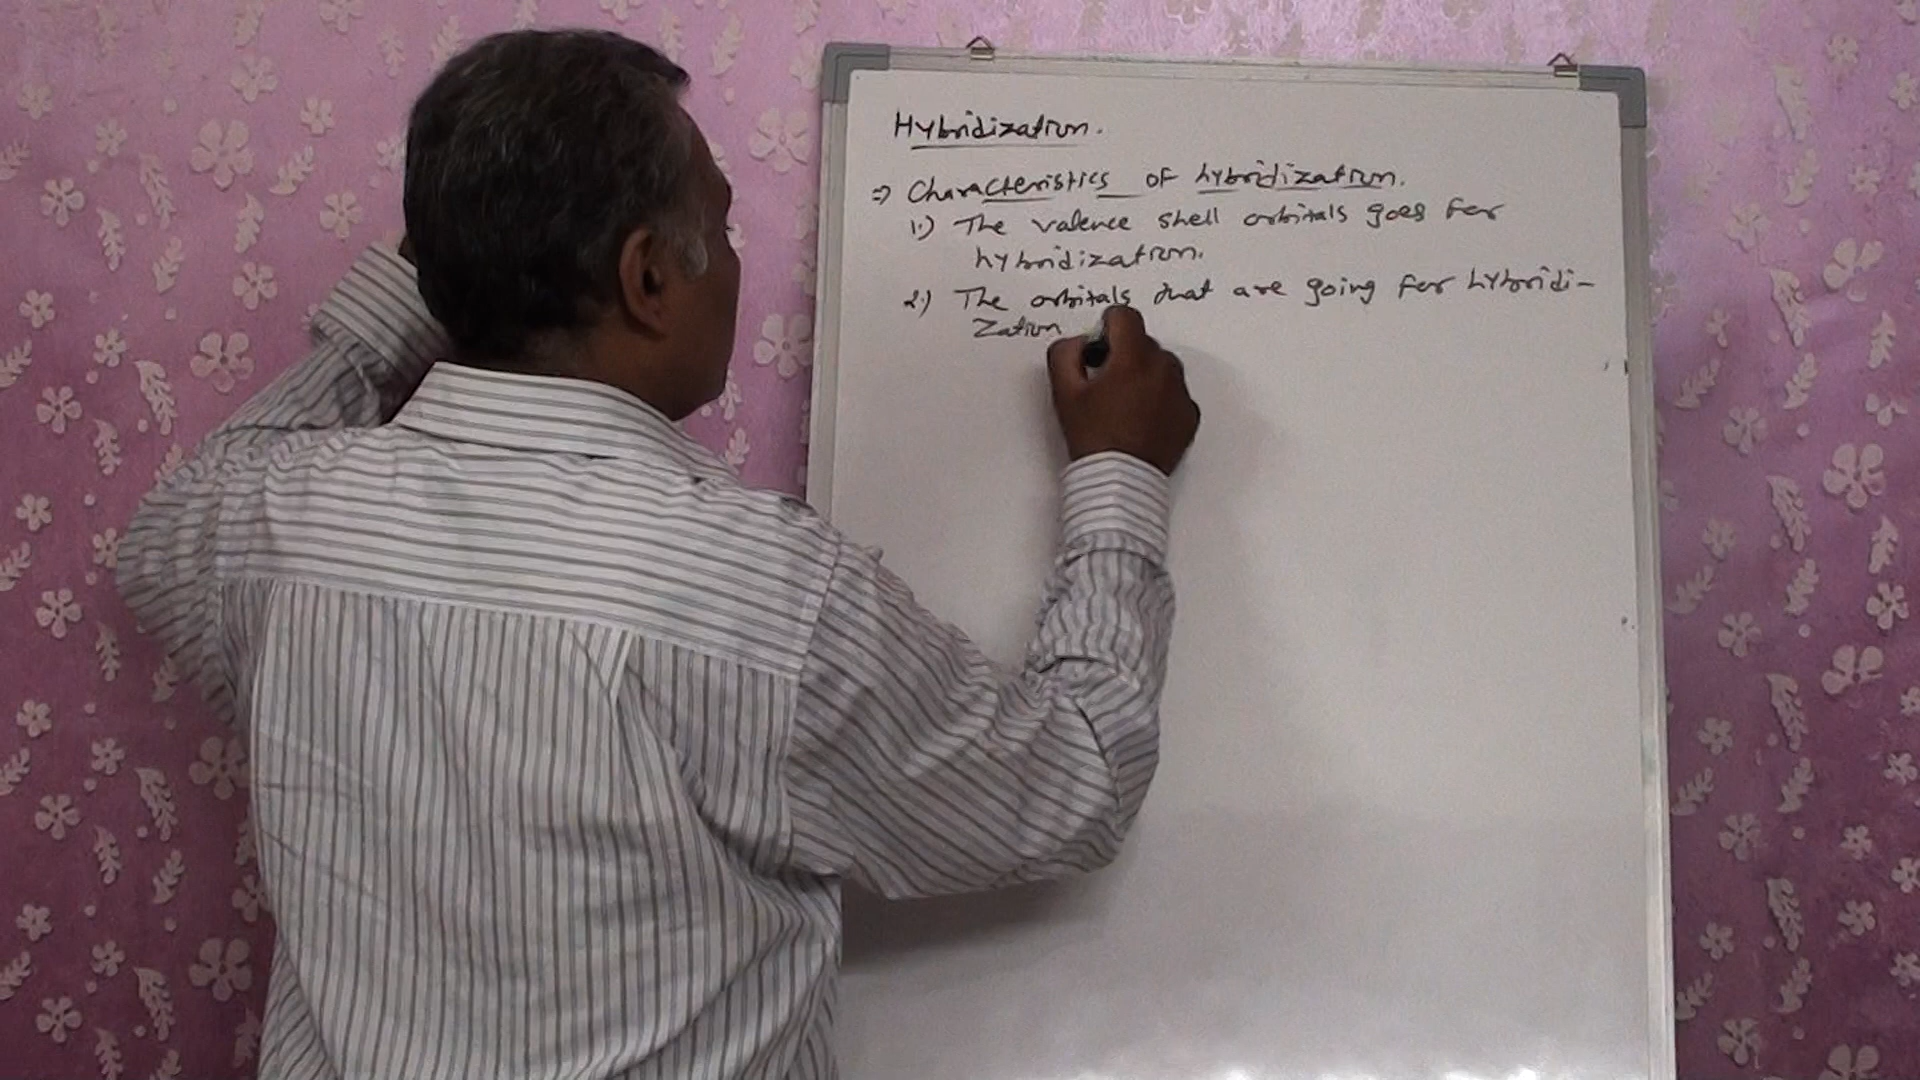 Hybridization.
⇒ Characteristics of hybridization.
1.) The valence shell orbitals goes for
hybridization.
2.) The orbitals that are going for hybridi-
zation